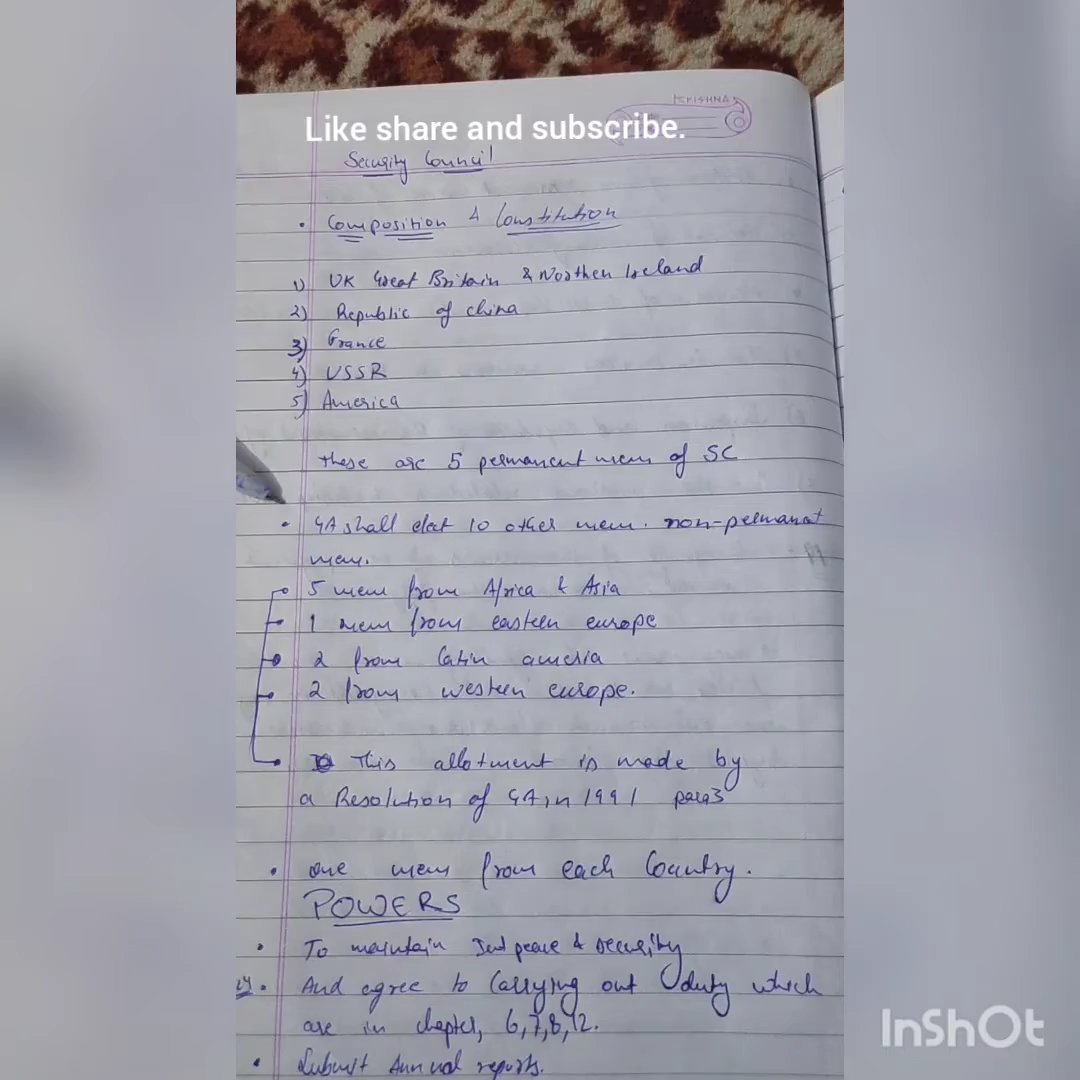 KRISHNA
Like share and subscribe.
Security Council
• Composition & Constitution
1) UK Great Britain & Northen Ireland
2) Republic of China
3) France
4) USSR
5) America
these are 5 permanent mem of SC
• GA shall elect 10 other mem. non-permanat
mem.
5 mem from Africa & Asia
1 mem from eastern europe
2 from latin ameria
2 from western europe.
• This allotment is made by
a Resolution of GA, in 1991 para3
• one mem from each Country.
POWERS
• To maintain Int peace & security
24. And agree to Carrying out duty which
are in chapter, 6,7,8,12.
• Submit Annual reports.
InShOt